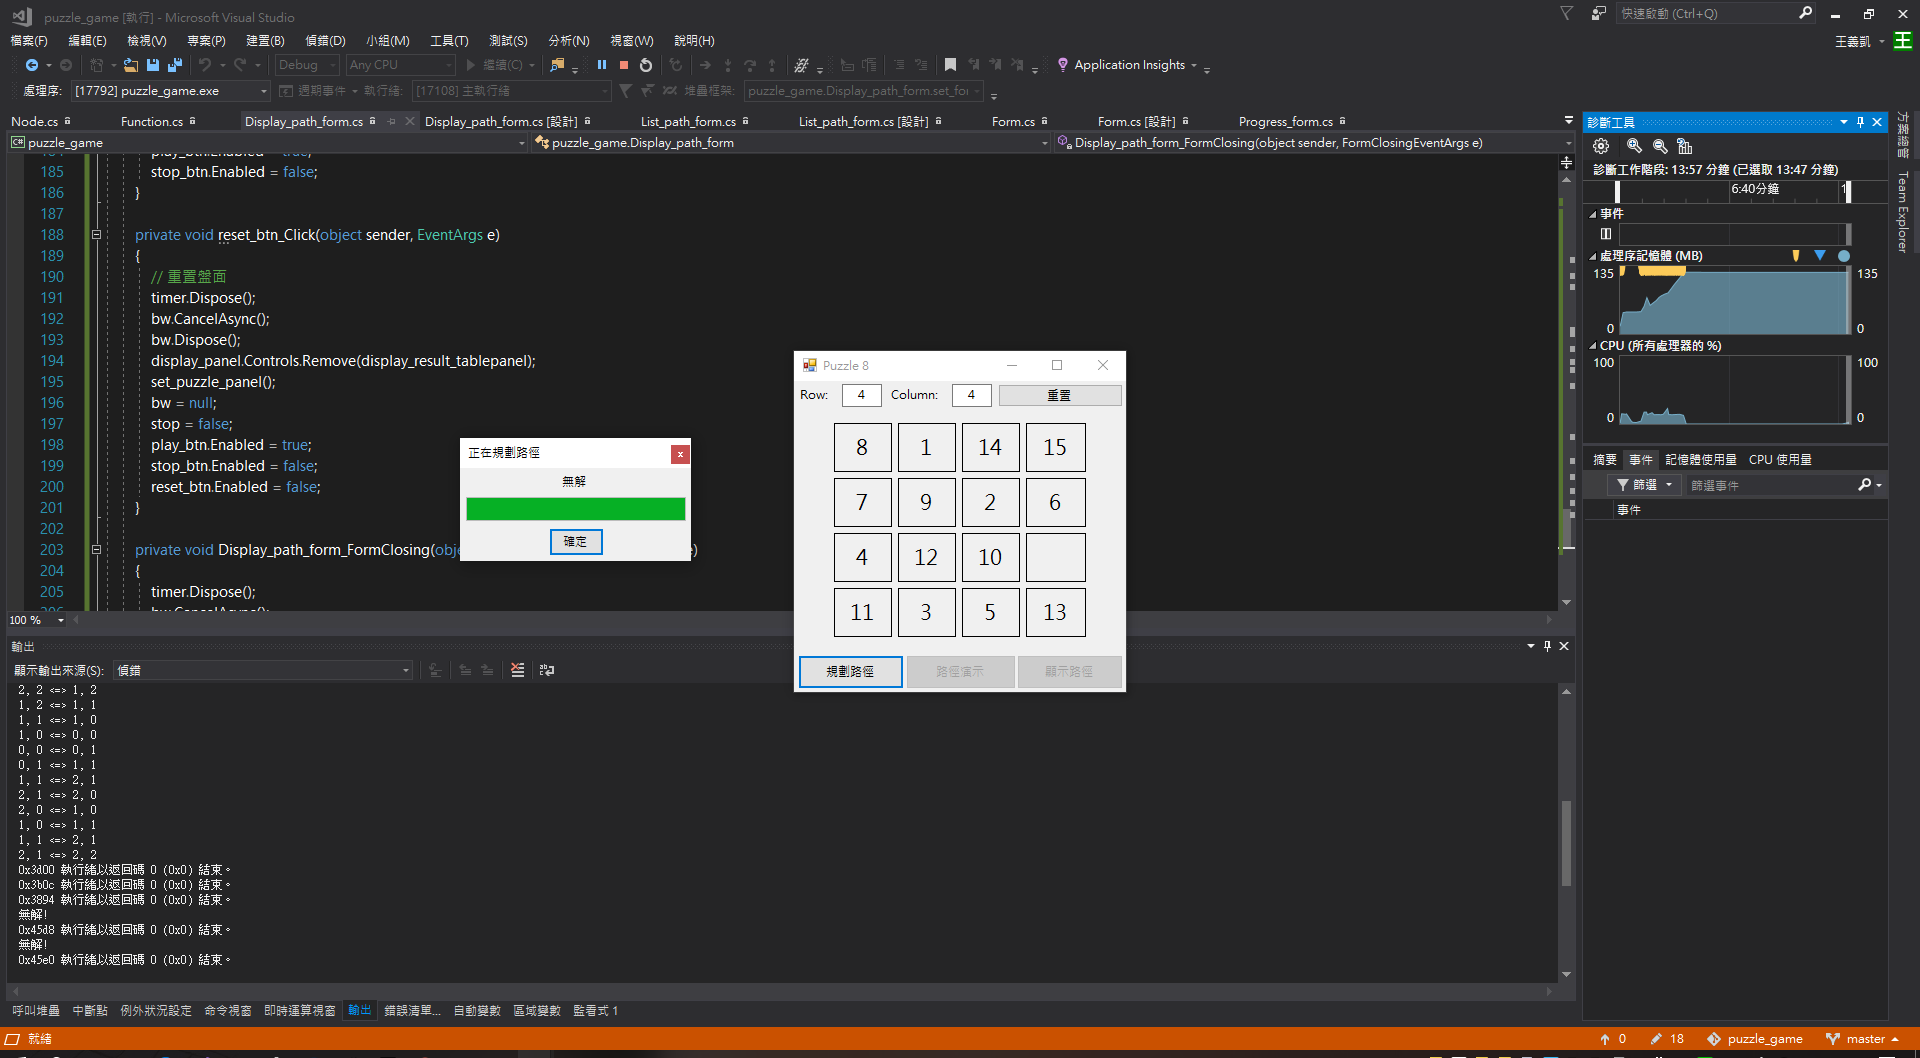 puzzle_game [執行] - Microsoft Visual Studio
快速啟動 (Ctrl+Q)
檔案(F) 編輯(E) 檢視(V) 專案(P) 建置(B) 偵錯(D) 小組(M) 工具(T) 測試(S) 分析(N) 視窗(W) 說明(H)
王義凱 王
Debug Any CPU 繼續(C) Application Insights
處理序: [17792] puzzle_game.exe 週期事件 執行緒: [17108] 主執行緒 堆疊框架: puzzle_game.Display_path_form.set_for
Node.cs Function.cs Display_path_form.cs Display_path_form.cs [設計] List_path_form.cs List_path_form.cs [設計] Form.cs Form.cs [設計] Progress_form.cs
puzzle_game puzzle_game.Display_path_form Display_path_form_FormClosing(object sender, FormClosingEventArgs e)
185 stop_btn.Enabled = false;
186 }
187
188 private void reset_btn_Click(object sender, EventArgs e)
189 {
190 // 重置盤面
191 timer.Dispose();
192 bw.CancelAsync();
193 bw.Dispose();
194 display_panel.Controls.Remove(display_result_tablepanel);
195 set_puzzle_panel();
196 bw = null;
197 stop = false;
198 play_btn.Enabled = true;
199 stop_btn.Enabled = false;
200 reset_btn.Enabled = false;
201 }
202
203 private void Display_path_form_FormClosing(obje
204 {
205 timer.Dispose();
100 %
正在規劃路徑 x
無解
確定
Puzzle 8
Row: 4 Column: 4 重置
8 1 14 15
7 9 2 6
4 12 10
11 3 5 13
規劃路徑 路徑演示 顯示路徑
輸出
顯示輸出來源(S): 偵錯
2, 2 <=> 1, 2
1, 2 <=> 1, 1
1, 1 <=> 1, 0
1, 0 <=> 0, 0
0, 0 <=> 0, 1
0, 1 <=> 1, 1
1, 1 <=> 2, 1
2, 1 <=> 2, 0
2, 0 <=> 1, 0
1, 0 <=> 1, 1
1, 1 <=> 2, 1
2, 1 <=> 2, 2
0x3d00 執行緒以返回碼 0 (0x0) 結束。
0x3b0c 執行緒以返回碼 0 (0x0) 結束。
0x3894 執行緒以返回碼 0 (0x0) 結束。
無解!
0x45d8 執行緒以返回碼 0 (0x0) 結束。
無解!
0x45e0 執行緒以返回碼 0 (0x0) 結束。
呼叫堆疊 中斷點 例外狀況設定 命令視窗 即時運算視窗 輸出 錯誤清單... 自動變數 區域變數 監看式 1
就緒
0 18 puzzle_game master
診斷工具
診斷工作階段: 13:57 分鐘 (已選取 13:47 分鐘)
6:40分鐘 1
事件
處理序記憶體 (MB)
135 135
0 0
CPU (所有處理器的 %)
100 100
0 0
摘要 事件 記憶體使用量 CPU 使用量
篩選 篩選事件
事件
方案總管
Team Explorer